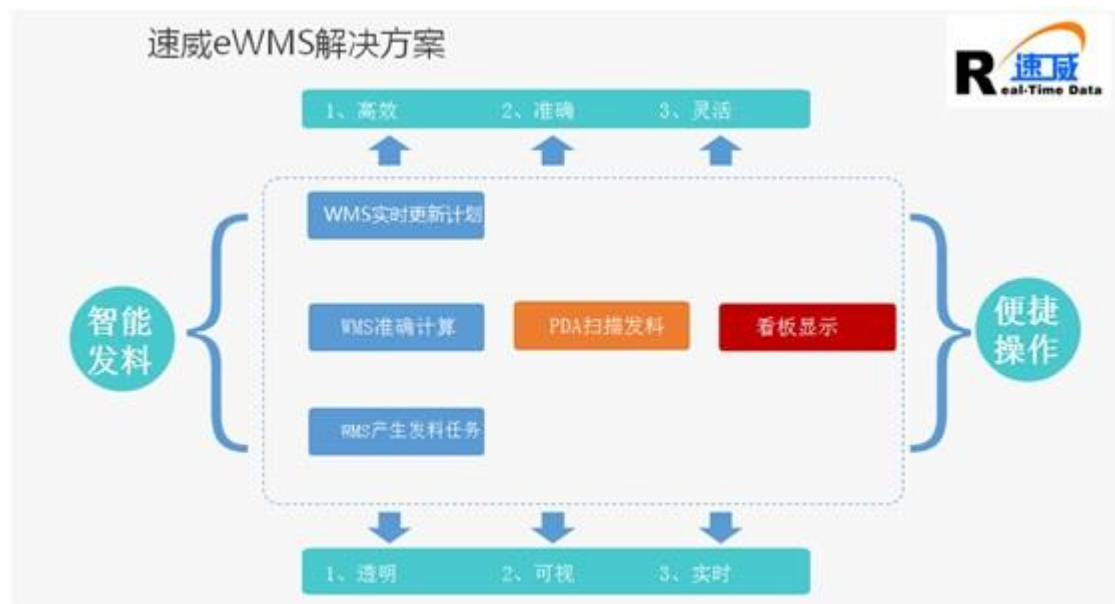 速威eWMS解决方案
R速威
eal-Time Data
1、高效 2、准确 3、灵活
WMS实时更新计划
智能
发料
WMS准确计算 PDA扫描发料 看板显示
便捷
操作
WMS产生发料任务
1、透明 2、可视 3、实时